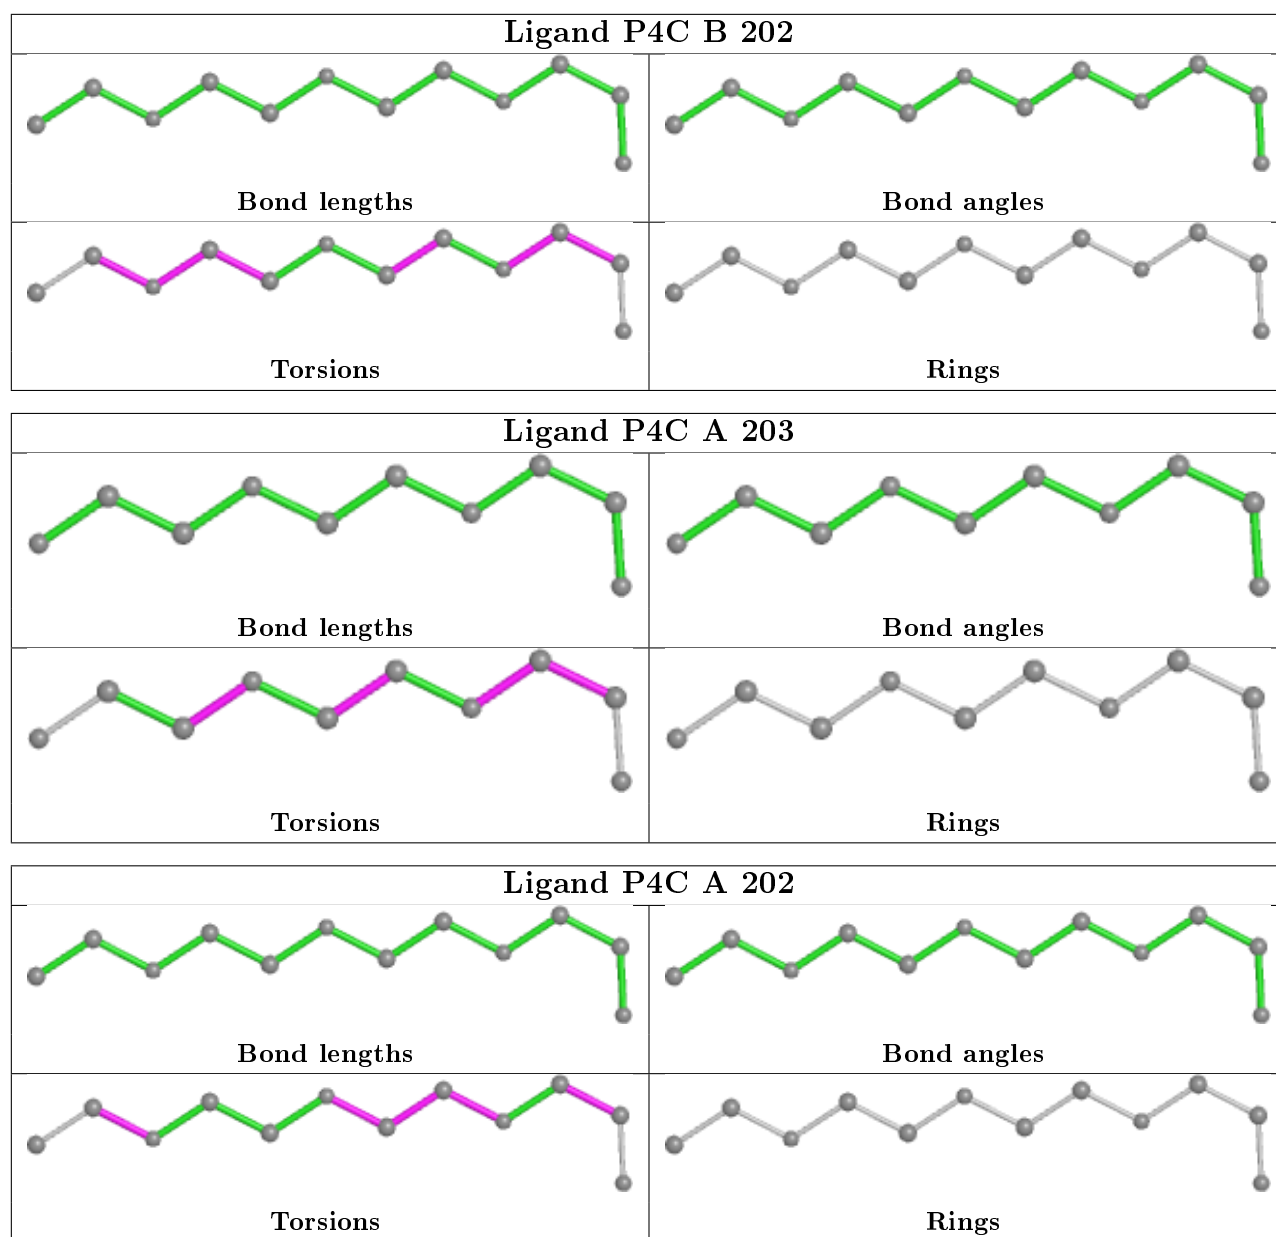 Ligand P4C B 202
Bond lengths
Bond angles
Torsions
Rings
Ligand P4C A 203
Bond lengths
Bond angles
Torsions
Rings
Ligand P4C A 202
Bond lengths
Bond angles
Torsions
Rings